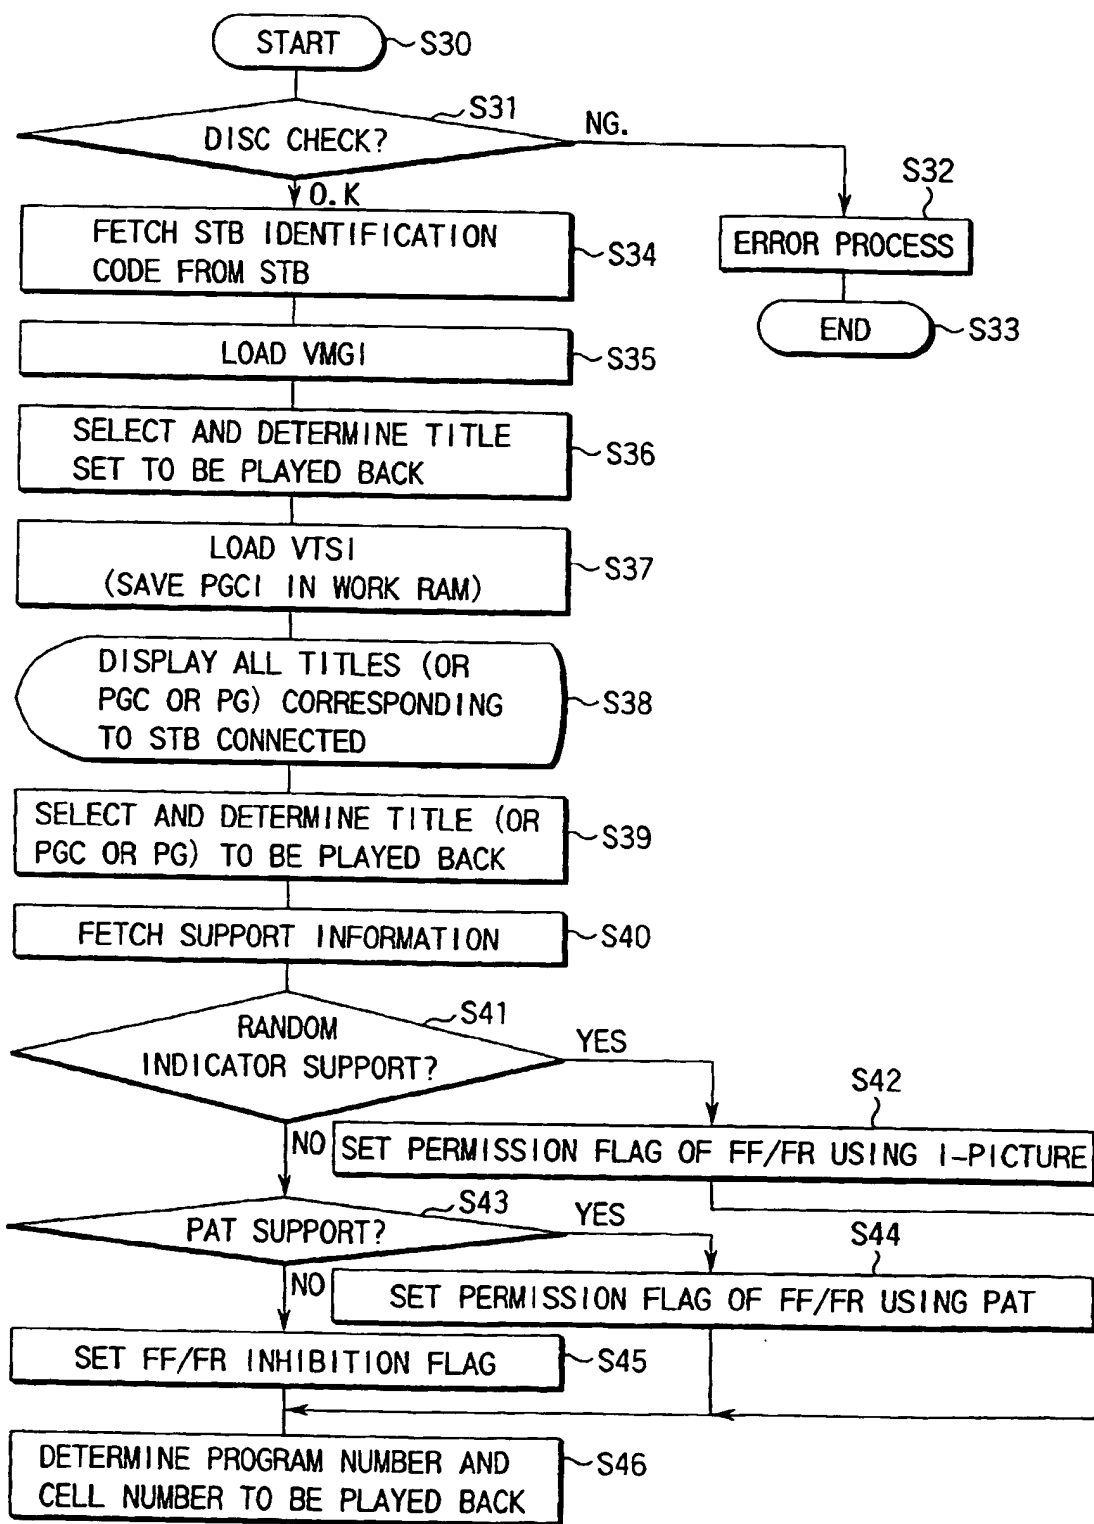 START
S30
DISC CHECK?
S31
NG.
O.K
S32
ERROR PROCESS
END
S33
FETCH STB IDENTIFICATION
CODE FROM STB
S34
LOAD VMGI
S35
SELECT AND DETERMINE TITLE
SET TO BE PLAYED BACK
S36
LOAD VTSI
(SAVE PGCI IN WORK RAM)
S37
DISPLAY ALL TITLES (OR
PGC OR PG) CORRESPONDING
TO STB CONNECTED
S38
SELECT AND DETERMINE TITLE (OR
PGC OR PG) TO BE PLAYED BACK
S39
FETCH SUPPORT INFORMATION
S40
RANDOM
INDICATOR SUPPORT?
S41
YES
NO
S42
SET PERMISSION FLAG OF FF/FR USING I-PICTURE
PAT SUPPORT?
S43
YES
NO
S44
SET PERMISSION FLAG OF FF/FR USING PAT
SET FF/FR INHIBITION FLAG
S45
DETERMINE PROGRAM NUMBER AND
CELL NUMBER TO BE PLAYED BACK
S46